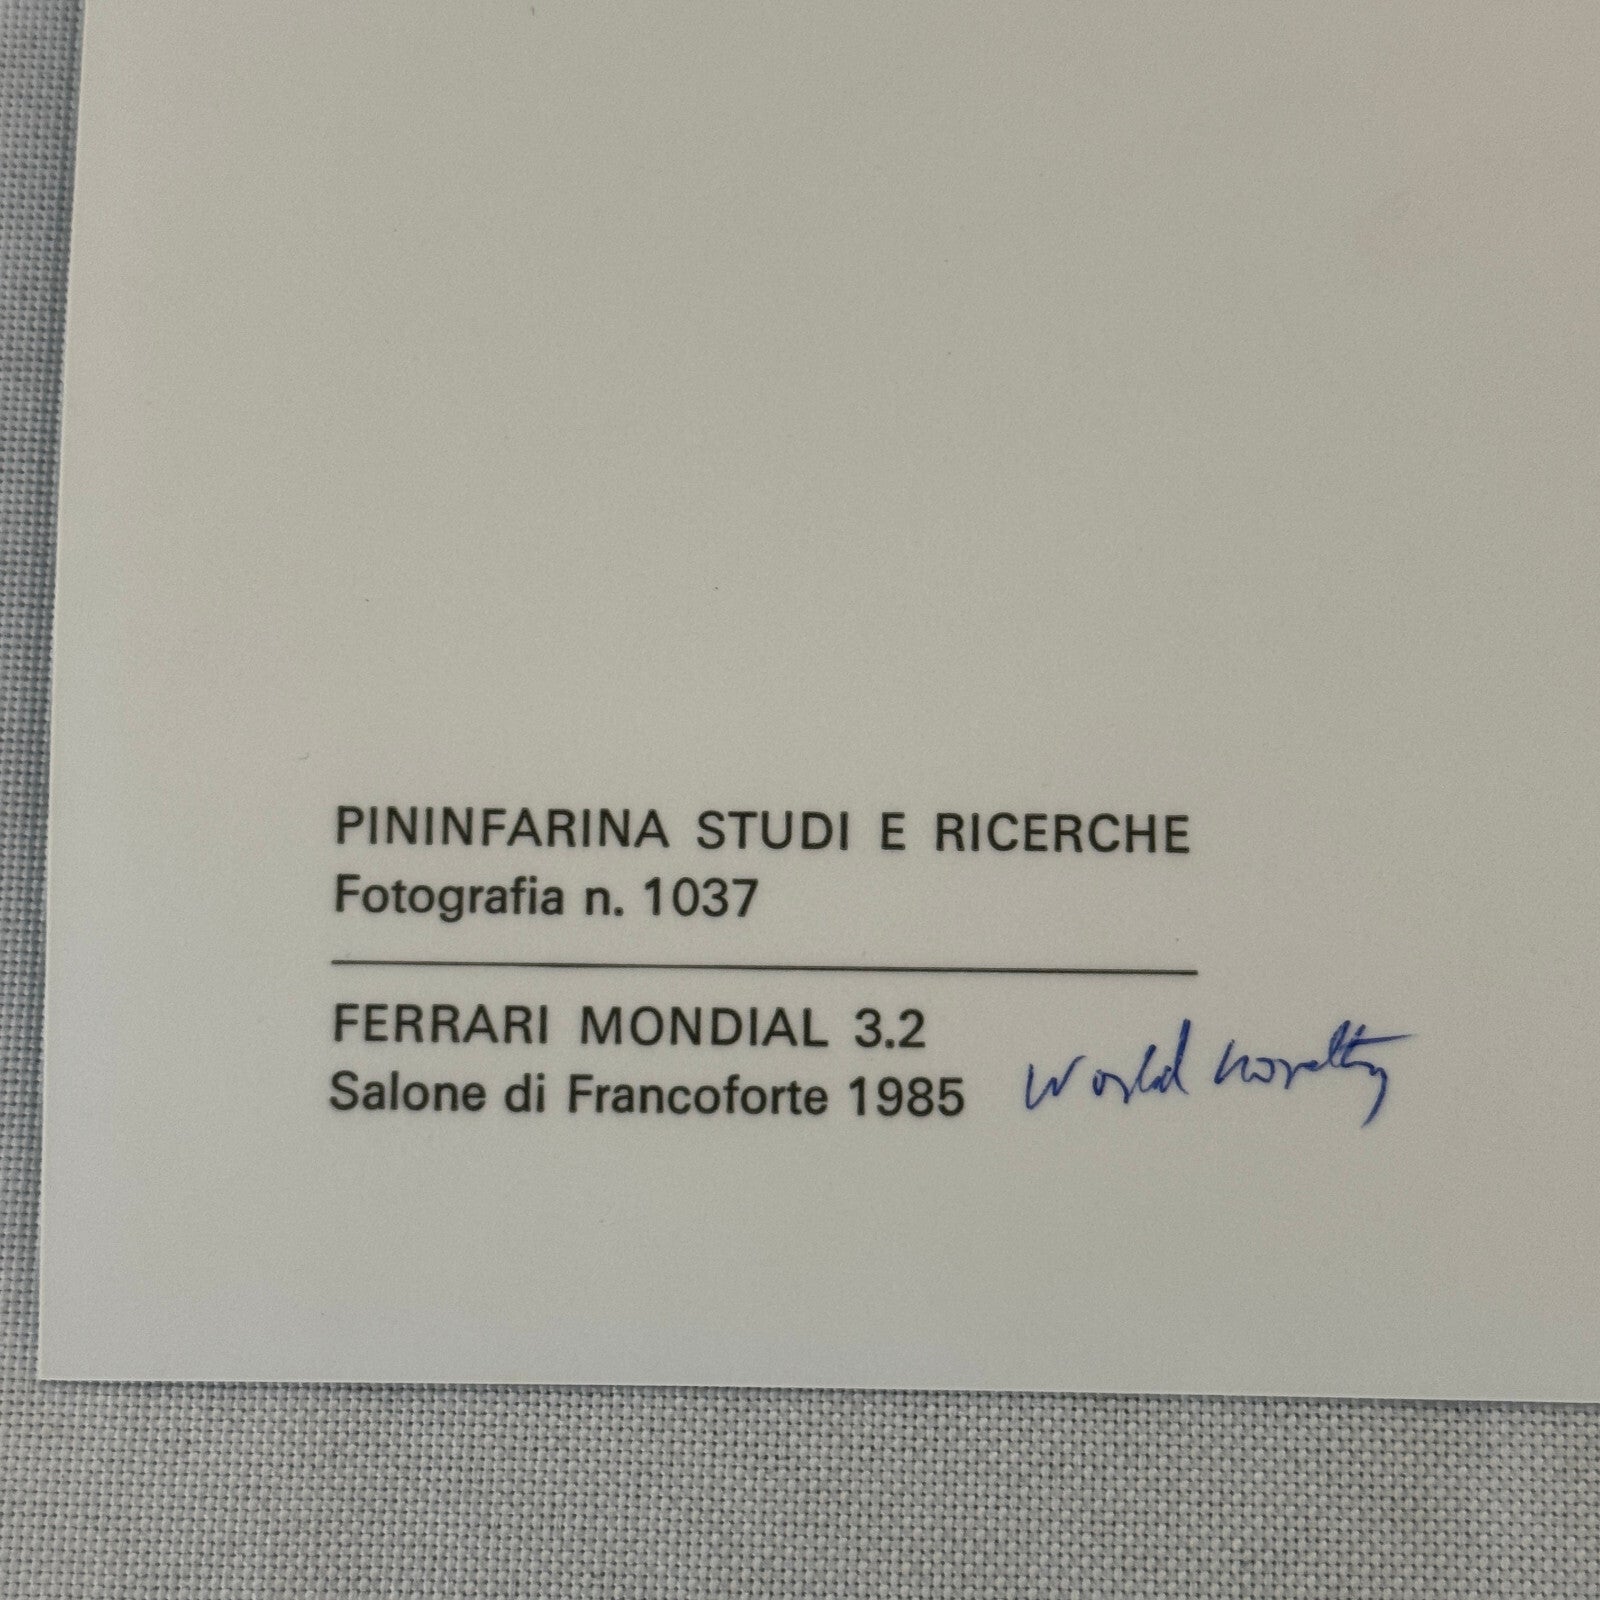 PININFARINA STUDI E RICERCHE
Fotografia n. 1037
FERRARI MONDIAL 3.2
Salone di Francoforte 1985 World novelty